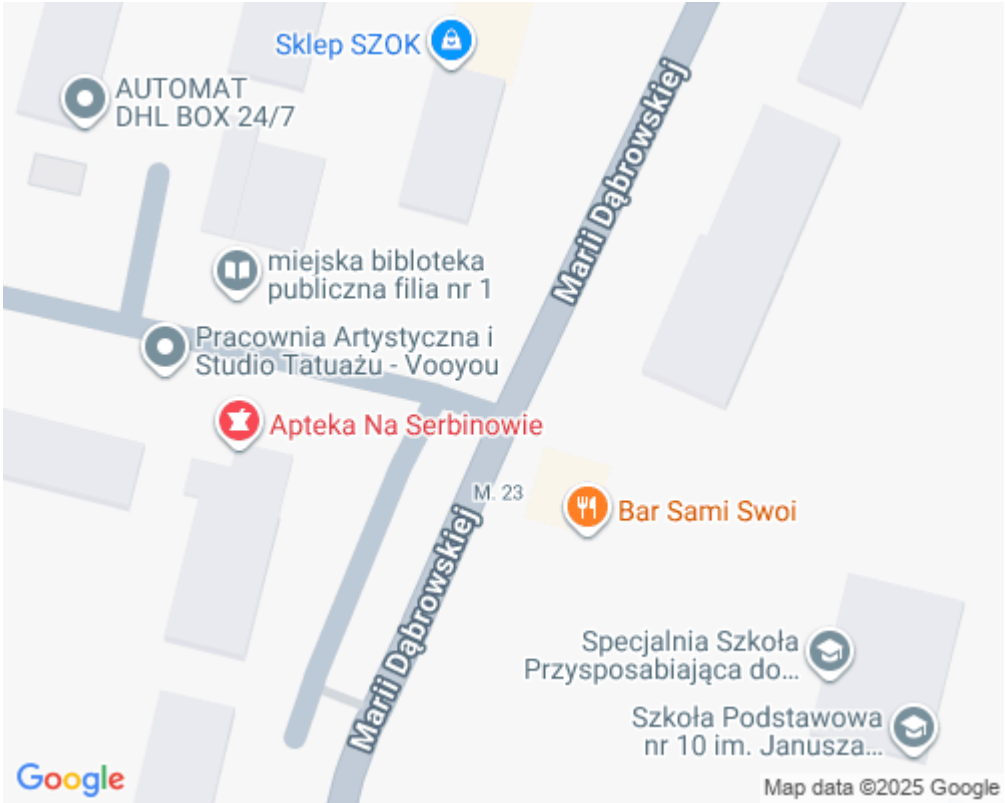 Sklep SZOK
AUTOMAT
DHL BOX 24/7
Marii Dąbrowskiej
miejska bibloteka
publiczna filia nr 1
Pracownia Artystyczna i
Studio Tatuażu - Vooyou
Apteka Na Serbinowie
M. 23
Bar Sami Swoi
Marii Dąbrowskiej
Specjalnia Szkoła
Przysposabiająca do...
Szkoła Podstawowa
nr 10 im. Janusza...
Google
Map data ©2025 Google